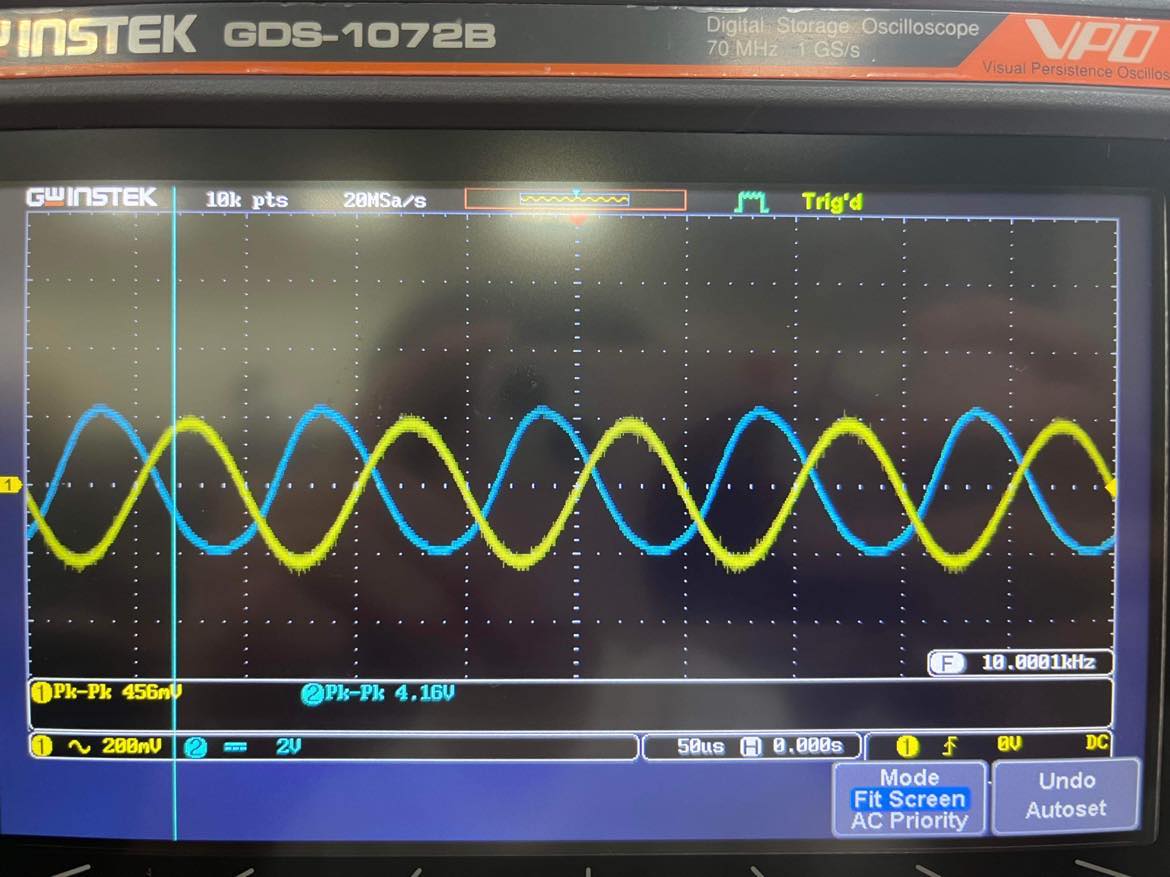 INSTEK GDS-1072B
Digital Storage Oscilloscope
70 MHz 1 GS/s
VPO
Visual Persistence
GWINSTEK 10k pts 20MSa/s Trig'd
1
F 10.0001kHz
1 Pk-Pk 456mV 2 Pk-Pk 4.16V
1 200mV 2 2V 50us H 0.000s 1 0V DC
Mode
Fit Screen
AC Priority
Undo
Autoset